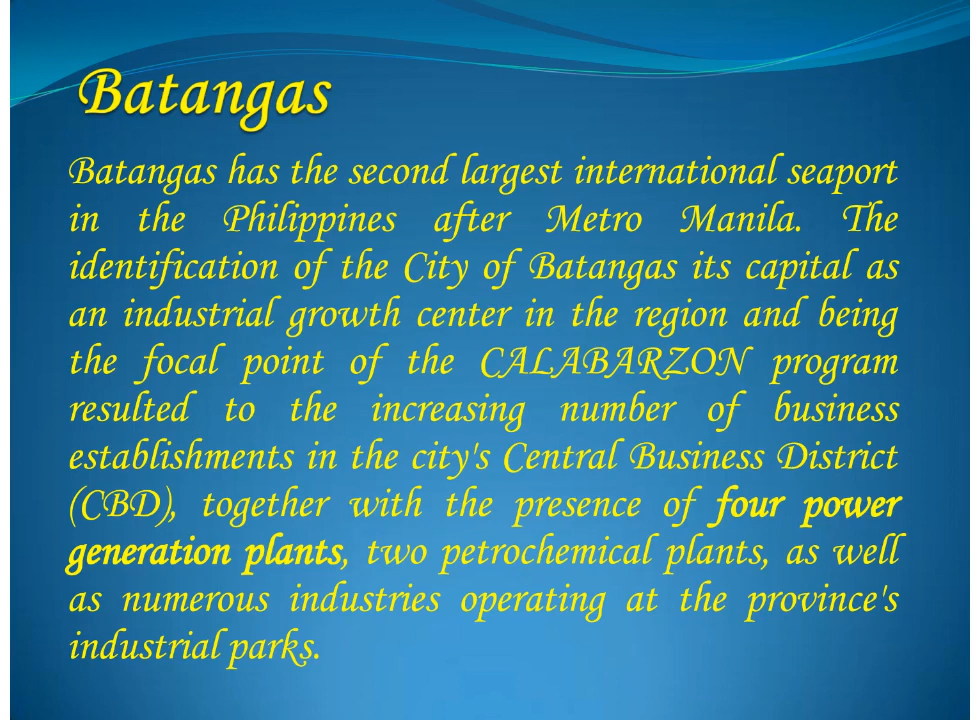 Batangas
Batangas has the second largest international seaport
in the Philippines after Metro Manila. The
identification of the City of Batangas its capital as
an industrial growth center in the region and being
the focal point of the CALABARZON program
resulted to the increasing number of business
establishments in the city's Central Business District
(CBD), together with the presence of four power
generation plants, two petrochemical plants, as well
as numerous industries operating at the province's
industrial parks.